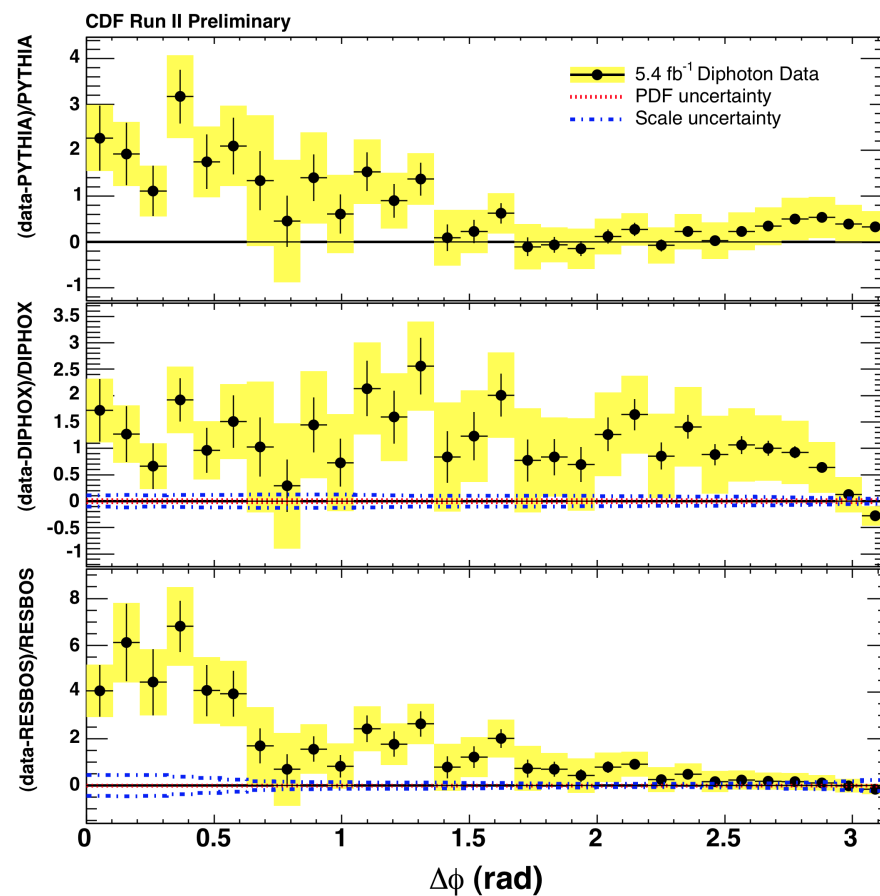 CDF Run II Preliminary
(data-PYTHIA)/PYTHIA
4
3
2
1
0
-1
5.4 fb-1 Diphoton Data
PDF uncertainty
Scale uncertainty
(data-DIPHOX)/DIPHOX
3.5
3
2.5
2
1.5
1
0.5
0
-0.5
-1
(data-RESBOS)/RESBOS
8
6
4
2
0
0 0.5 1 1.5 2 2.5 3
Δϕ (rad)